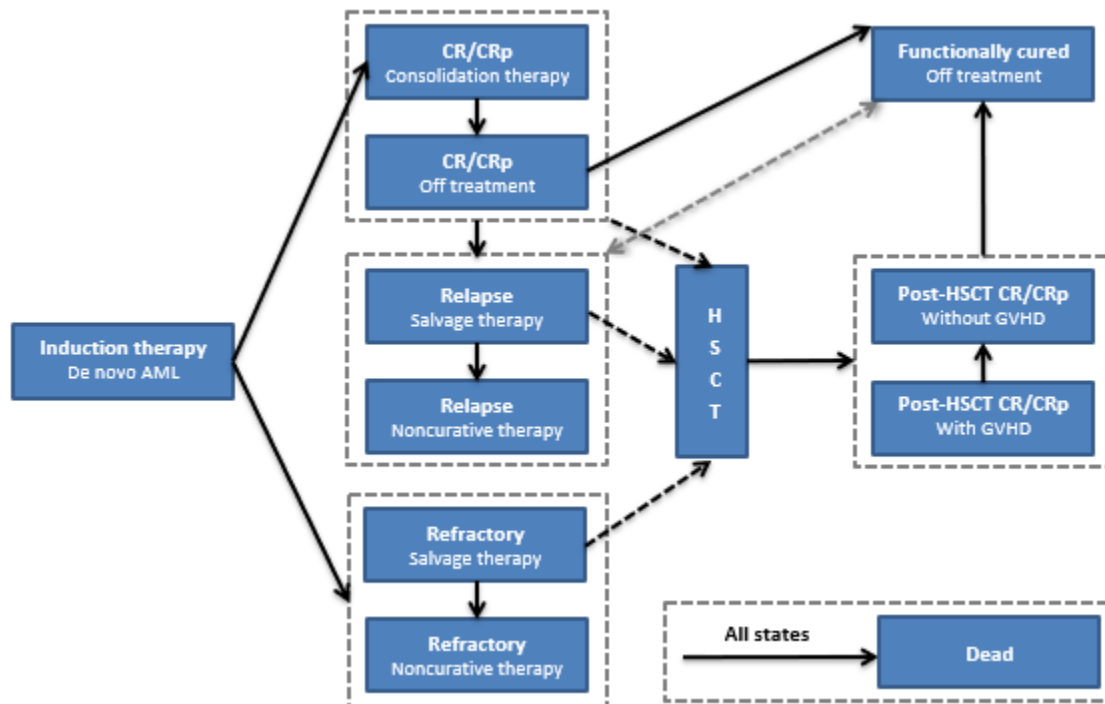 CR/CRp
Consolidation therapy
CR/CRp
Off treatment
Functionally cured
Off treatment
Induction therapy
De novo AML
Relapse
Salvage therapy
Relapse
Noncurative therapy
H
S
C
T
Post-HSCT CR/CRp
Without GVHD
Post-HSCT CR/CRp
With GVHD
Refractory
Salvage therapy
Refractory
Noncurative therapy
All states
Dead